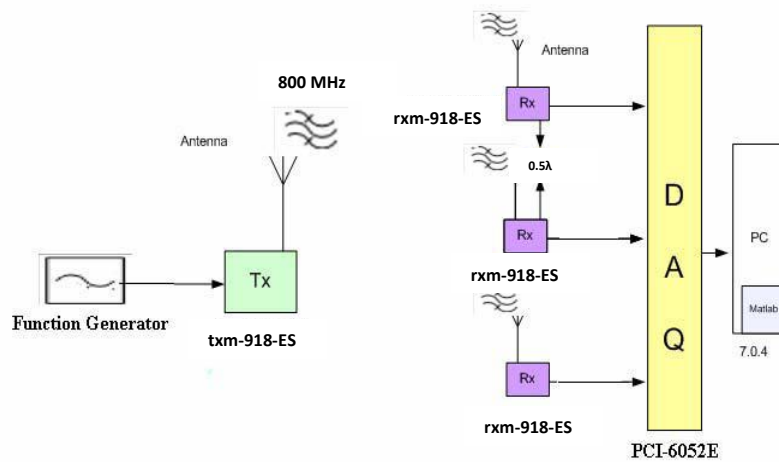 800 MHz
Antenna
Function Generator
Tx
txm-918-ES
Antenna
Rx
rxm-918-ES
0.5λ
Rx
rxm-918-ES
Rx
rxm-918-ES
D
A
Q
PCI-6052E
PC
Matlab
7.0.4